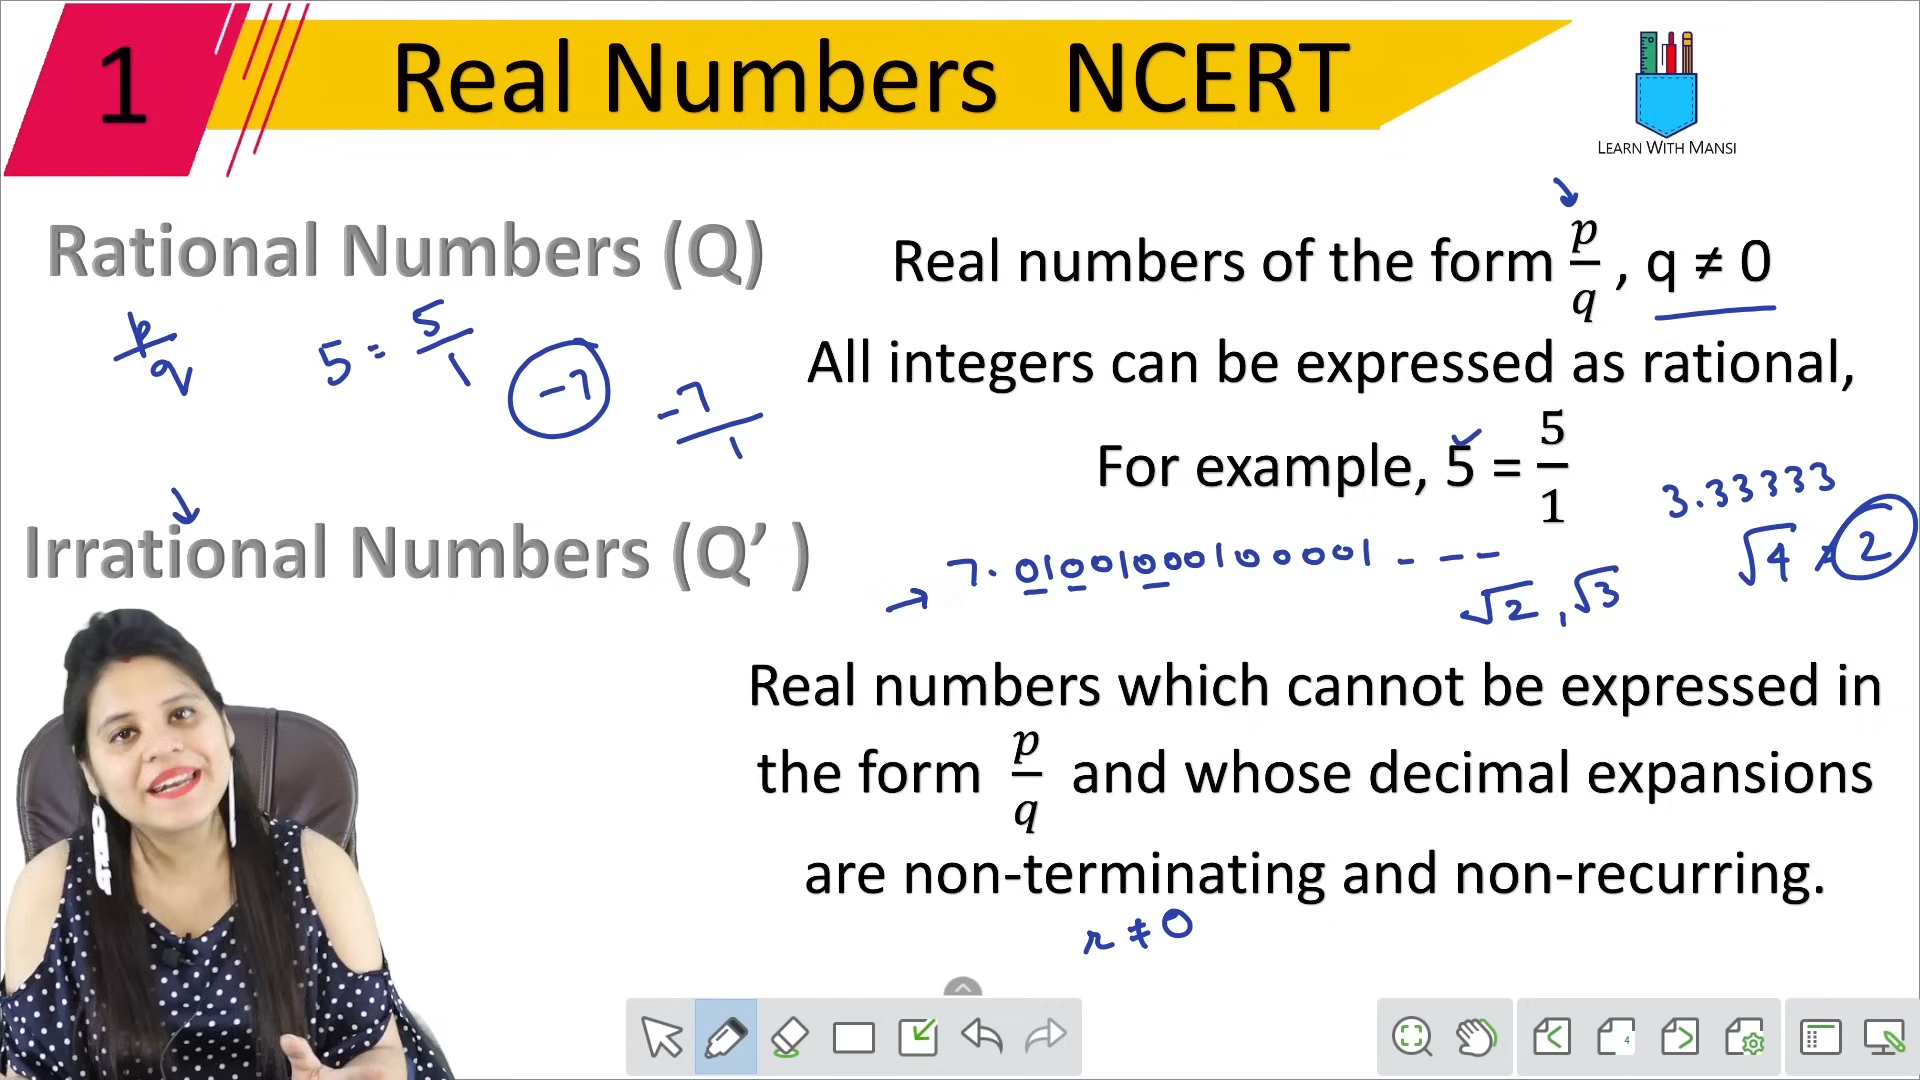 1 Real Numbers NCERT
LEARN WITH MANSI
Rational Numbers (Q)
Real numbers of the form p/q , q ≠ 0
p/q 5 = 5/1 -7 -7/1
All integers can be expressed as rational,
For example, 5 = 5/1
3.33333
√4 = 2
Irrational Numbers (Q’ )
7.01001000100001 - - -
√2, √3
Real numbers which cannot be expressed in
the form p/q and whose decimal expansions
are non-terminating and non-recurring.
r ≠ 0
4